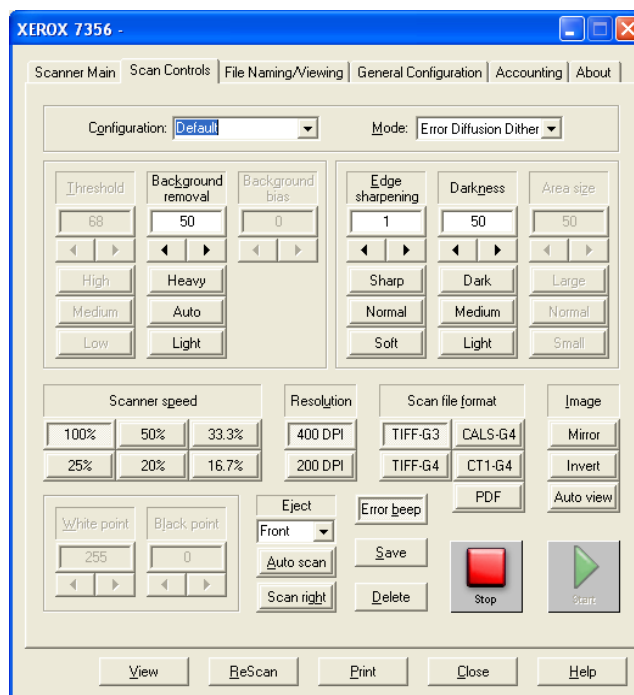 XEROX 7356 -
Scanner Main Scan Controls File Naming/Viewing General Configuration Accounting About
Configuration: Default Mode: Error Diffusion Dither
Threshold Background removal Background bias Edge sharpening Darkness Area size
68 50 0 1 50 50
High Heavy Sharp Dark Large
Medium Auto Normal Medium Normal
Low Light Soft Light Small
Scanner speed Resolution Scan file format Image
100% 50% 33.3% 400 DPI TIFF-G3 CALS-G4 Mirror
25% 20% 16.7% 200 DPI TIFF-G4 CT1-G4 Invert
PDF Auto view
White point Black point Eject Error beep
255 0 Front Save
Auto scan
Scan right Delete Stop Start
View ReScan Print Close Help